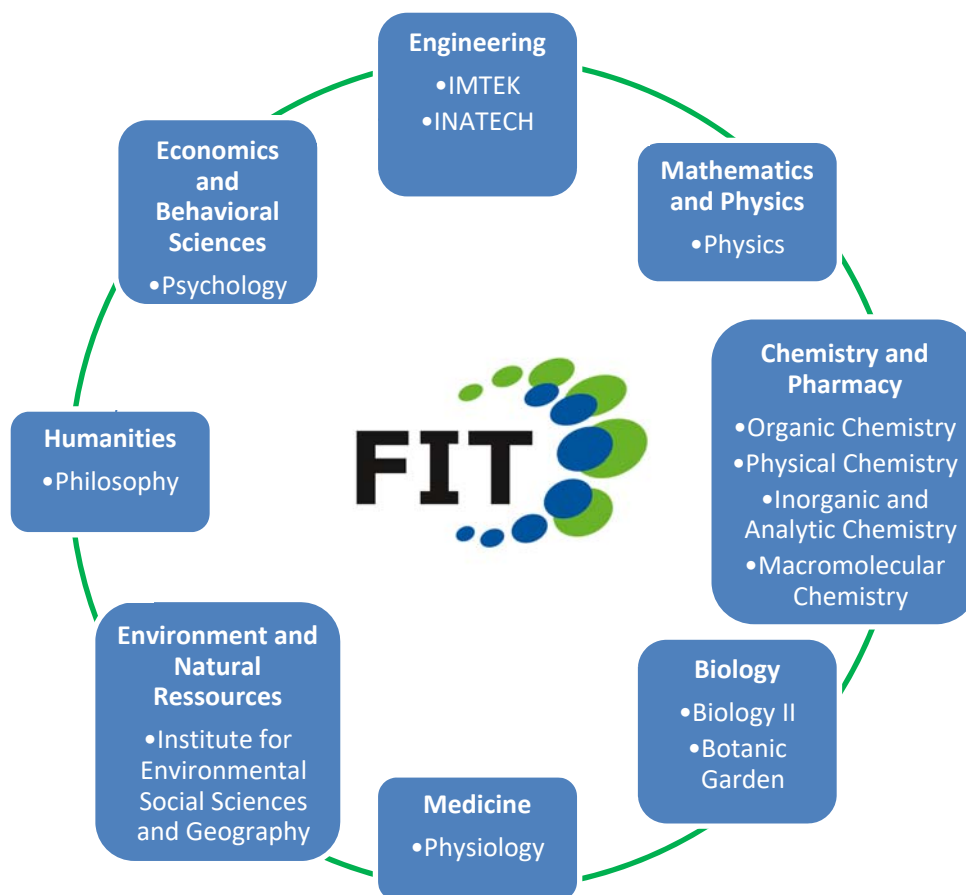 Engineering
•IMTEK
•INATECH
Mathematics
and Physics
•Physics
Chemistry and
Pharmacy
•Organic Chemistry
•Physical Chemistry
•Inorganic and
Analytic Chemistry
•Macromolecular
Chemistry
Biology
•Biology II
•Botanic
Garden
Medicine
•Physiology
Environment and
Natural
Ressources
•Institute for
Environmental
Social Sciences
and Geography
Humanities
•Philosophy
Economics
and
Behavioral
Sciences
•Psychology
FIT